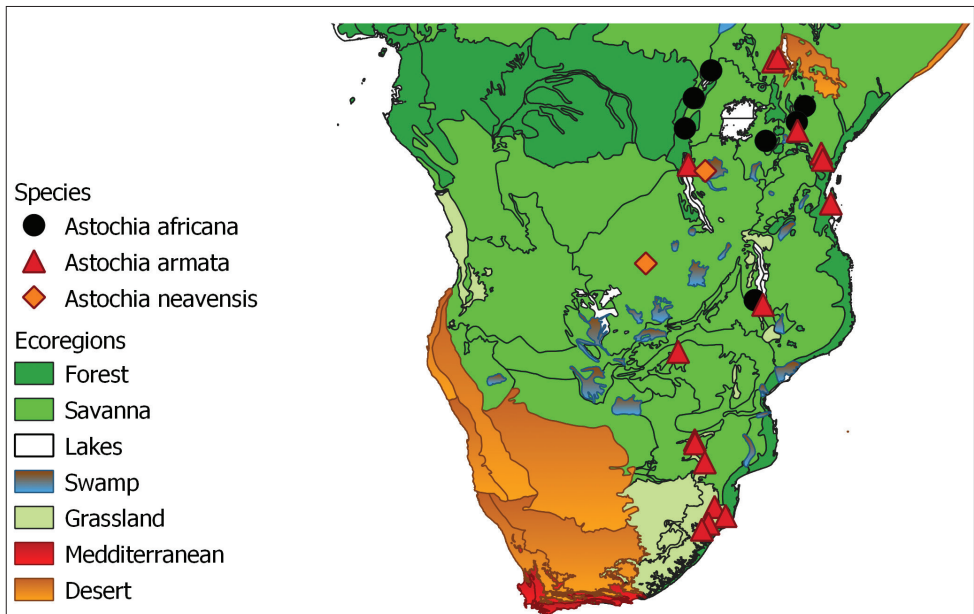 Species
Astochia africana
Astochia armata
Astochia neavensis
Ecoregions
Forest
Savanna
Lakes
Swamp
Grassland
Medditerranean
Desert